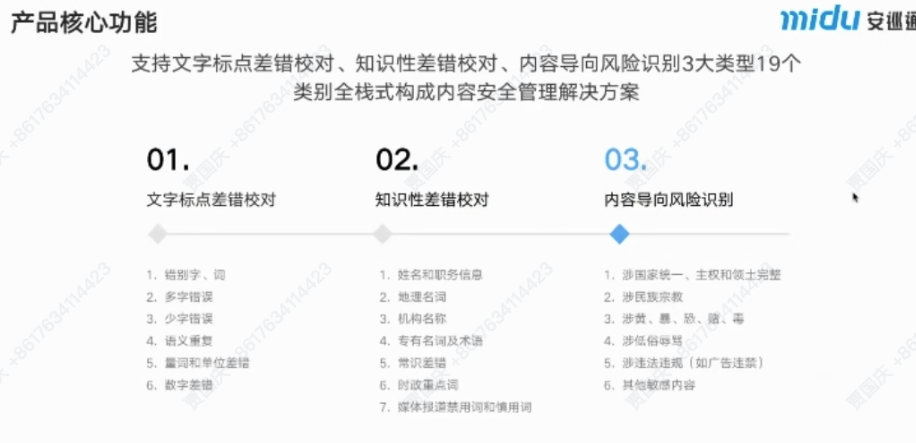 产品核心功能
midu 安巡通
支持文字标点差错校对、知识性差错校对、内容导向风险识别3大类型19个
类别全栈式构成内容安全管理解决方案
01.
文字标点差错校对
1. 错别字、词
2. 多字错误
3. 少字错误
4. 语义重复
5. 量词和单位差错
6. 数字差错
02.
知识性差错校对
1. 姓名和职务信息
2. 地理名词
3. 机构名称
4. 专有名词及术语
5. 常识差错
6. 时政重点词
7. 媒体报道禁用词和慎用词
03.
内容导向风险识别
1. 涉国家统一、主权和领土完整
2. 涉民族宗教
3. 涉黄、暴、恐、赌、毒
4. 涉低俗辱骂
5. 涉违法违规（如广告违禁）
6. 其他敏感内容
贾国庆 +8617634114423